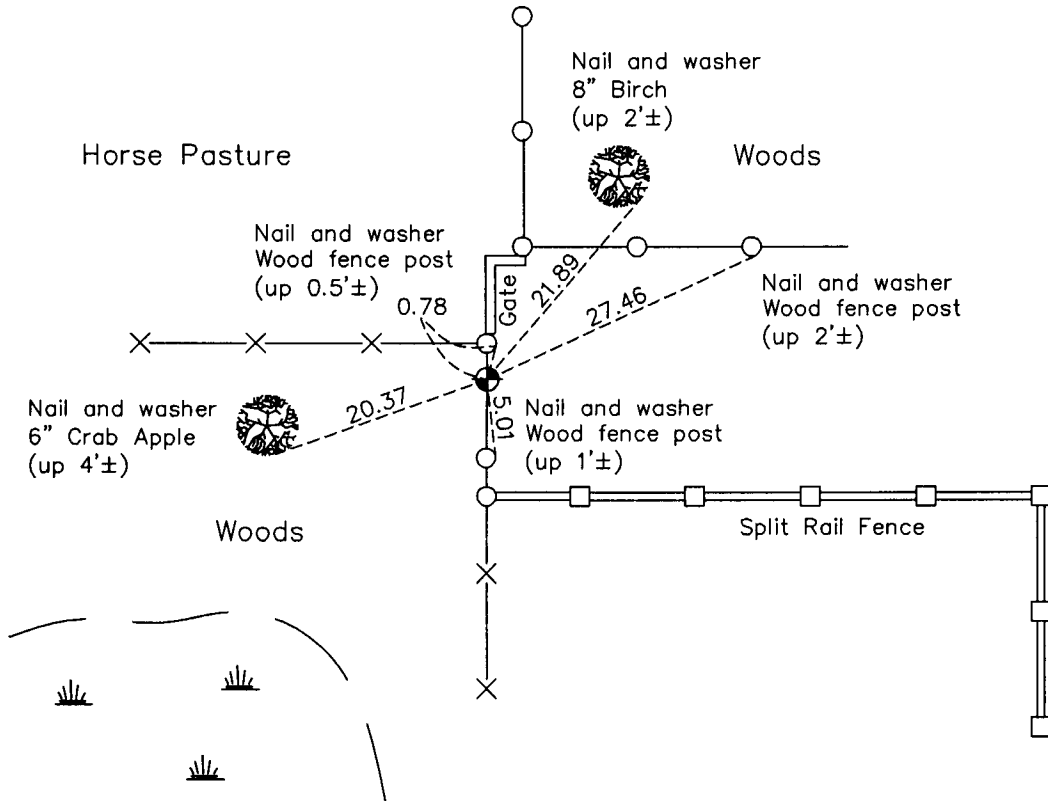 Nail and washer
8" Birch
(up 2'±)
Horse Pasture
Woods
Nail and washer
Wood fence post
(up 0.5'±)
0.78
Gate
21.89
27.46
Nail and washer
Wood fence post
(up 2'±)
Nail and washer
6" Crab Apple
(up 4'±)
20.37
5.01
Nail and washer
Wood fence post
(up 1'±)
Woods
Split Rail Fence